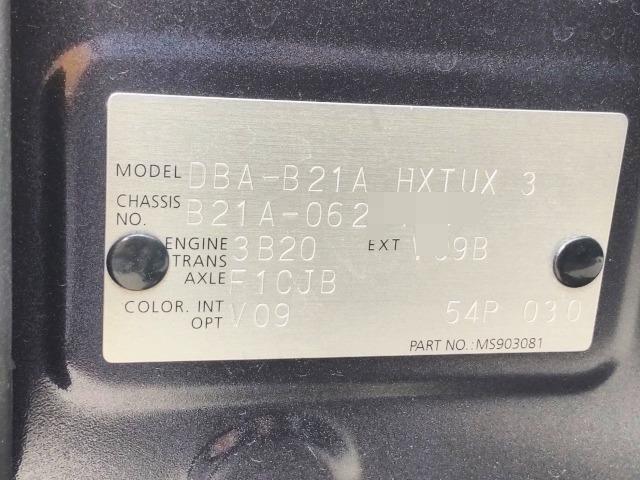 MODEL DBA-B21A HXTUX 3
CHASSIS NO. B21A-062
ENGINE 3B20 EXT 09B
TRANS AXLE F1CJB
COLOR. INT V09 54P 030
OPT
PART NO.: MS903081